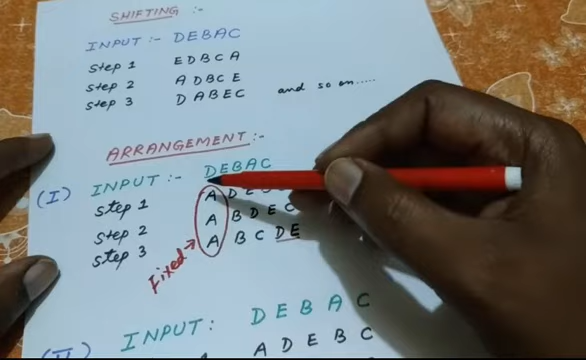 SHIFTING :-
INPUT :- DEBAC
Step 1 EDBCA
Step 2 ADBCE
Step 3 DABEC and so on.....
ARRANGEMENT :-
(I) INPUT :- DEBAC
Step 1 A D E
Step 2 A B D E C
Step 3 A B C D E
Fixed →
(II) INPUT : D E B A C
A D E B C